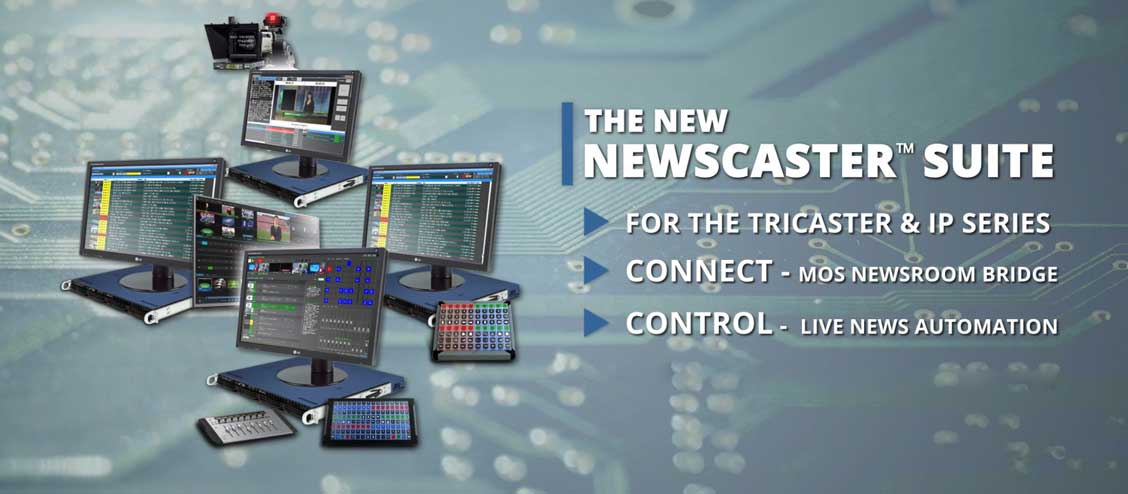 THE NEW
NEWSCASTER™ SUITE
FOR THE TRICASTER & IP SERIES
CONNECT - MOS NEWSROOM BRIDGE
CONTROL - LIVE NEWS AUTOMATION